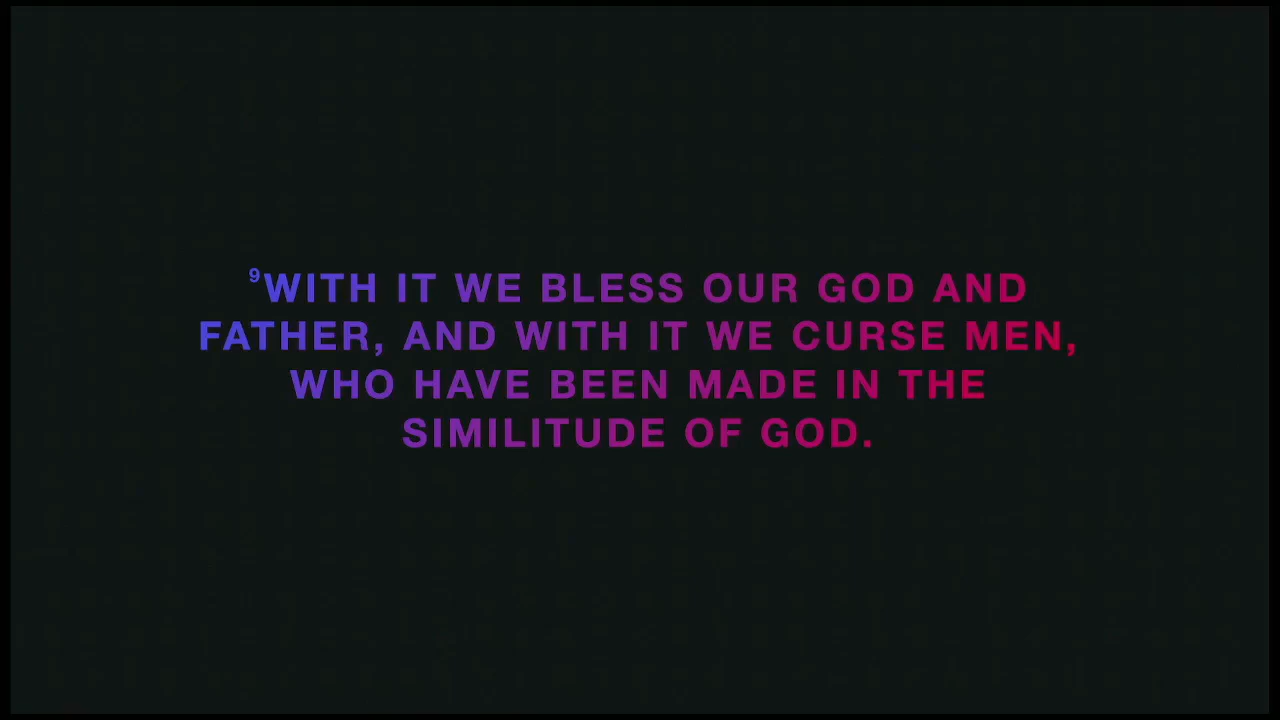 ⁹WITH IT WE BLESS OUR GOD AND
FATHER, AND WITH IT WE CURSE MEN,
WHO HAVE BEEN MADE IN THE
SIMILITUDE OF GOD.